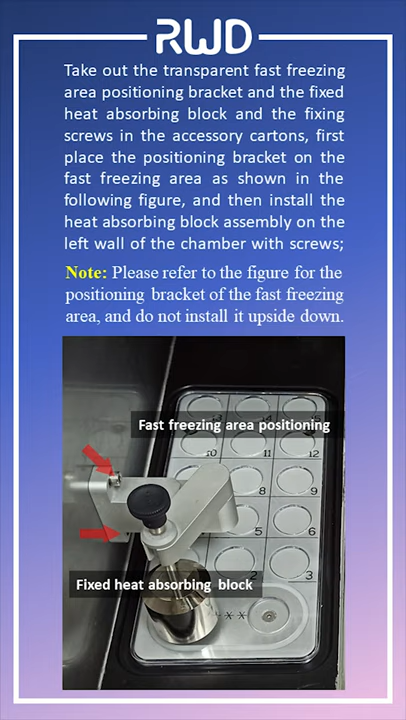 RWD
Take out the transparent fast freezing
area positioning bracket and the fixed
heat absorbing block and the fixing
screws in the accessory cartons, first
place the positioning bracket on the
fast freezing area as shown in the
following figure, and then install the
heat absorbing block assembly on the
left wall of the chamber with screws;
Note: Please refer to the figure for the
positioning bracket of the fast freezing
area, and do not install it upside down.
Fast freezing area positioning
10 11 12
8 9
5 6
2 3
Fixed heat absorbing block
***